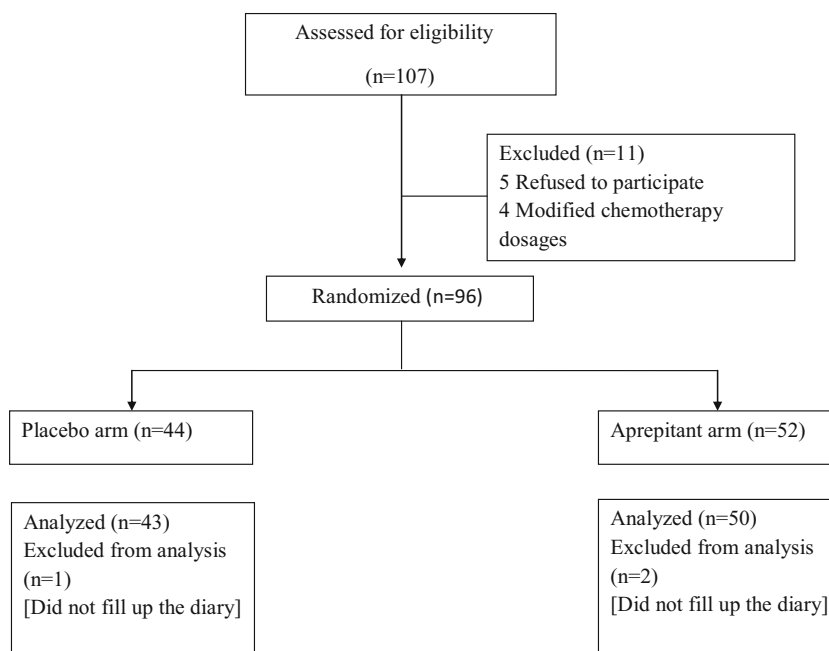 Assessed for eligibility
(n=107)
Excluded (n=11)
5 Refused to participate
4 Modified chemotherapy
dosages
Randomized (n=96)
Placebo arm (n=44)
Aprepitant arm (n=52)
Analyzed (n=43)
Excluded from analysis
(n=1)
[Did not fill up the diary]
Analyzed (n=50)
Excluded from analysis
(n=2)
[Did not fill up the diary]